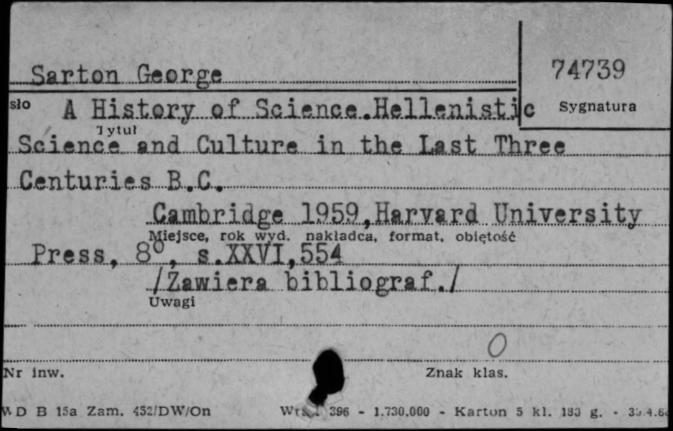 74739
Sarton George
sło A History of Science.Hellenistic
Sygnatura
Tytuł
Science and Culture in the Last Three
Centuries B.C.
Cambridge 1959,Harvard University
Miejsce, rok wyd. nakładca, format, objętość
Press, 8°, s.XXVI,554
/Zawiera bibliograf./
Uwagi
0
Nr inw.
Znak klas.
D B 15a Zam. 452/DW/On 396 - 1.730.000 - Karton 5 kl. 180 g. -